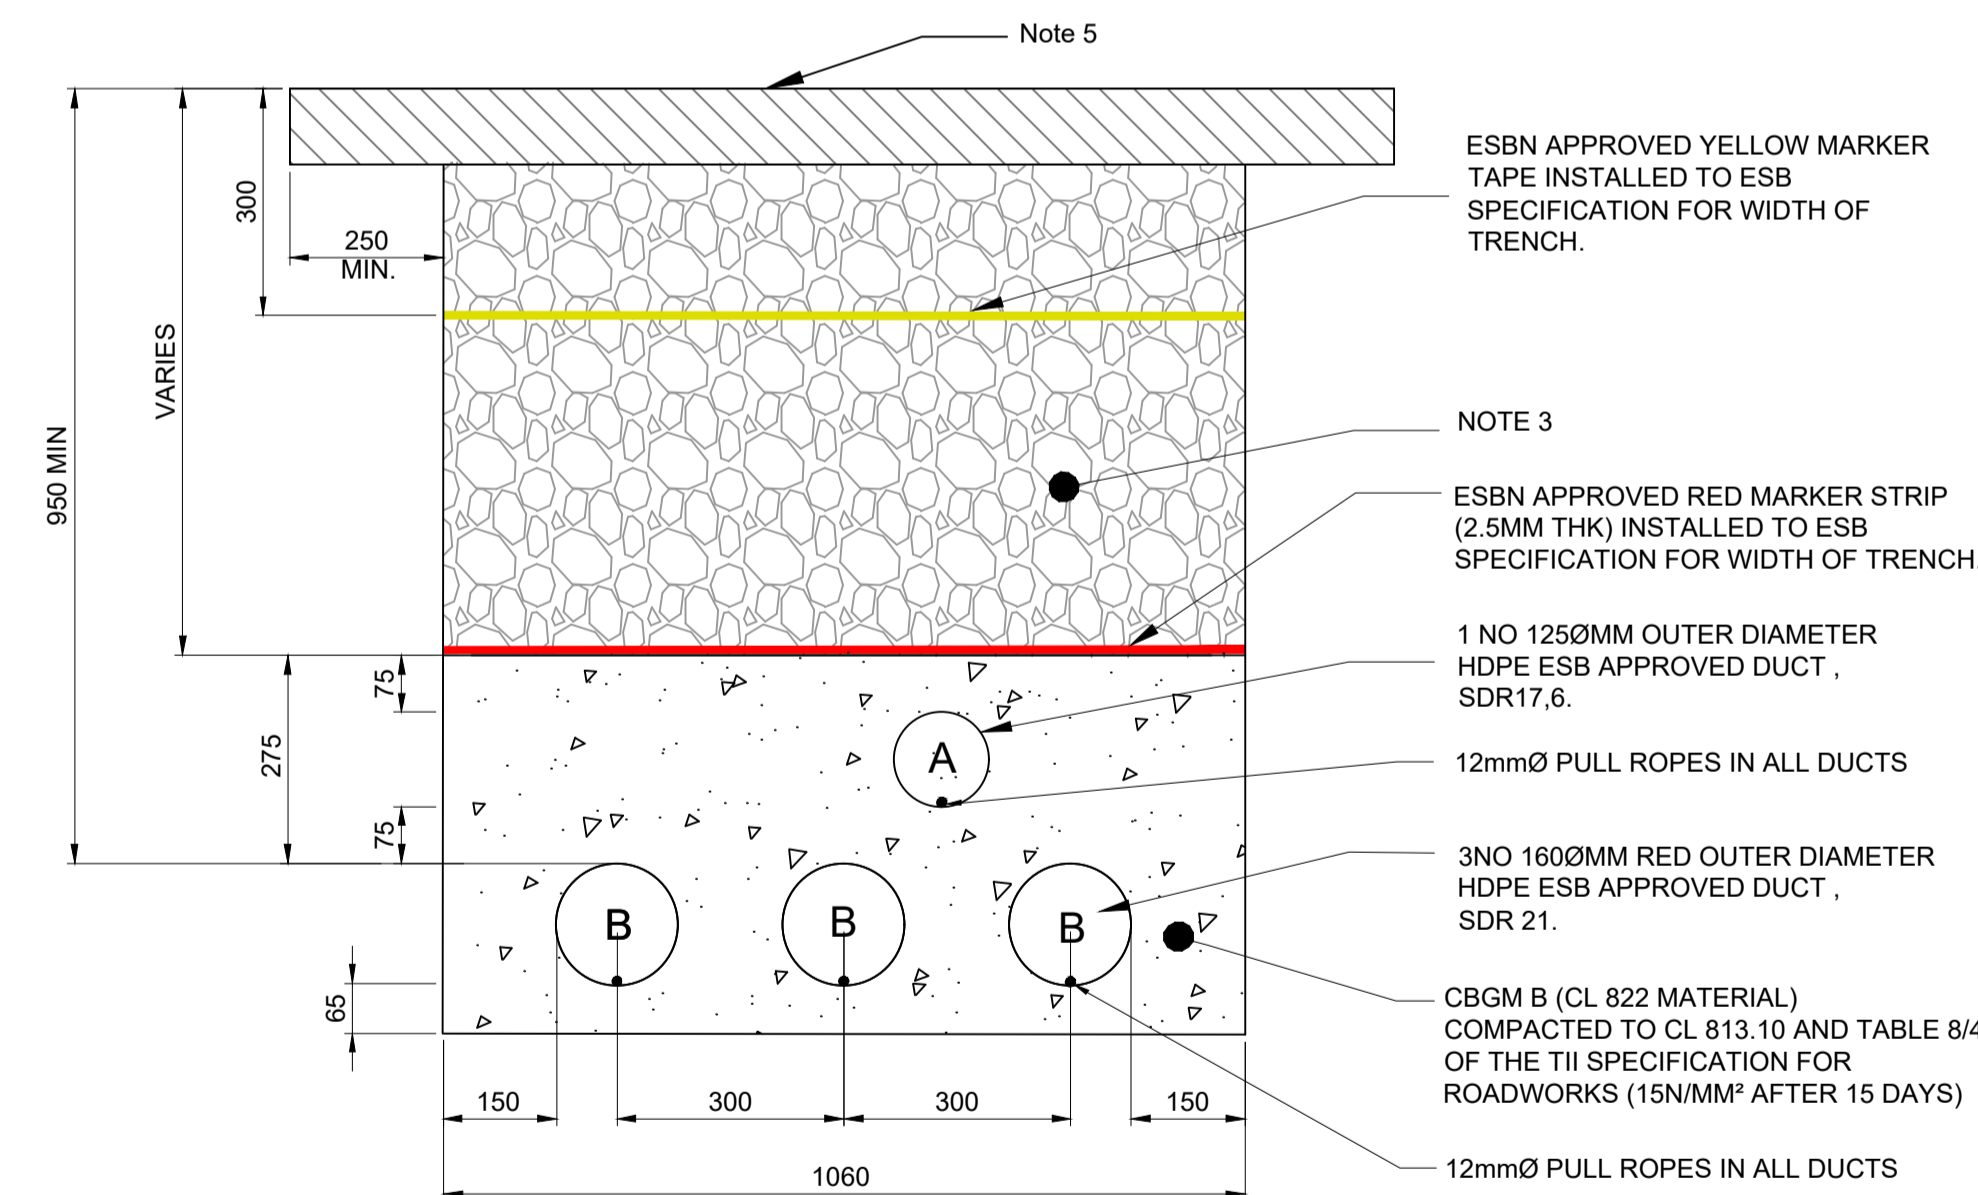 Note 5
ESBN APPROVED YELLOW MARKER
TAPE INSTALLED TO ESB
SPECIFICATION FOR WIDTH OF
TRENCH.
300
250
MIN.
VARIES
950 MIN
NOTE 3
ESBN APPROVED RED MARKER STRIP
(2.5MM THK) INSTALLED TO ESB
SPECIFICATION FOR WIDTH OF TRENCH.
1 NO 125ØMM OUTER DIAMETER
HDPE ESB APPROVED DUCT ,
SDR17,6.
75
275
A
12mmØ PULL ROPES IN ALL DUCTS
75
3NO 160ØMM RED OUTER DIAMETER
HDPE ESB APPROVED DUCT ,
SDR 21.
B
B
B
65
CBGM B (CL 822 MATERIAL)
COMPACTED TO CL 813.10 AND TABLE 8/4
OF THE TII SPECIFICATION FOR
ROADWORKS (15N/MM² AFTER 15 DAYS)
150
300
300
150
1060
12mmØ PULL ROPES IN ALL DUCTS